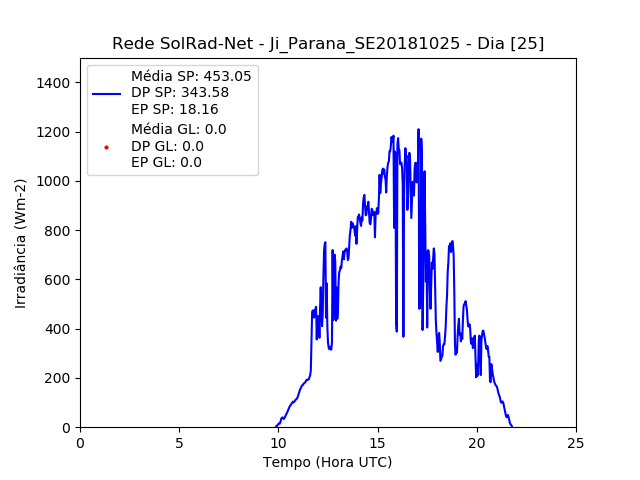 Rede SolRad-Net - Ji_Parana_SE20181025 - Dia [25]
Média SP: 453.05
DP SP: 343.58
EP SP: 18.16
Média GL: 0.0
DP GL: 0.0
EP GL: 0.0
Irradiância (Wm-2)
1400
1200
1000
800
600
400
200
0
0 5 10 15 20 25
Tempo (Hora UTC)